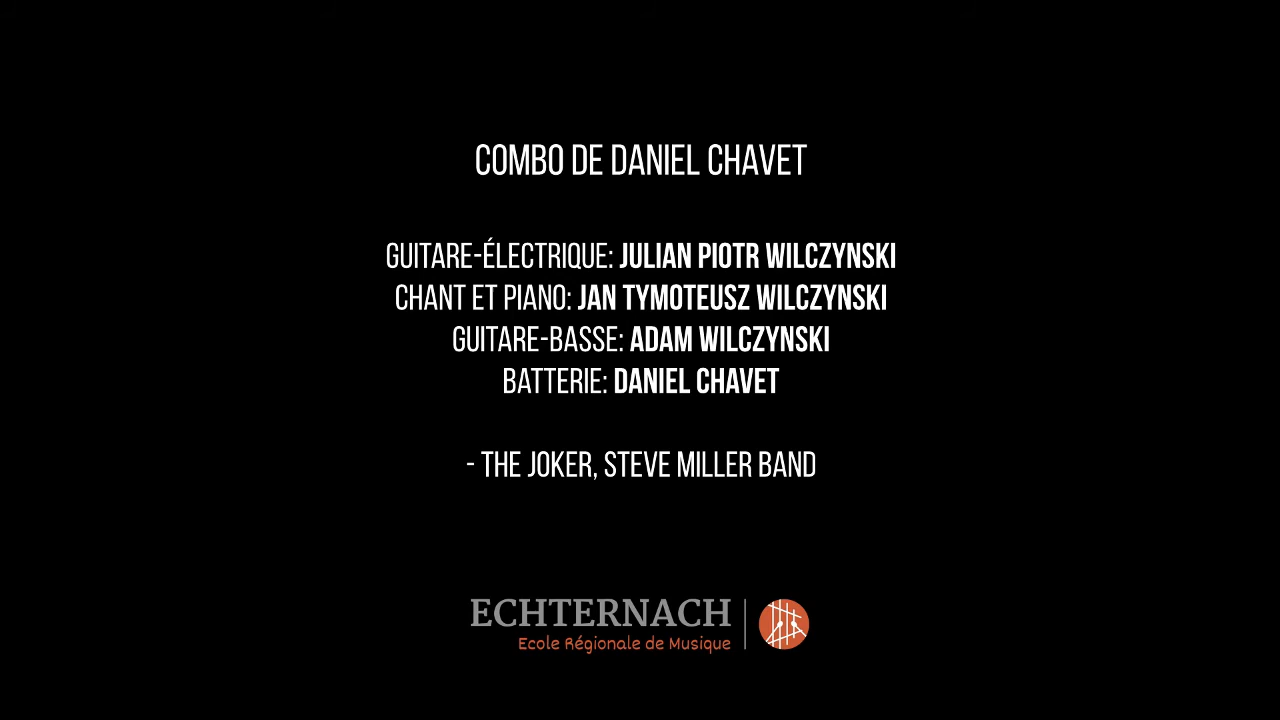 COMBO DE DANIEL CHAVET
GUITARE-ÉLECTRIQUE: JULIAN PIOTR WILCZYNSKI
CHANT ET PIANO: JAN TYMOTEUSZ WILCZYNSKI
GUITARE-BASSE: ADAM WILCZYNSKI
BATTERIE: DANIEL CHAVET
- THE JOKER, STEVE MILLER BAND
ECHTERNACH
Ecole Régionale de Musique